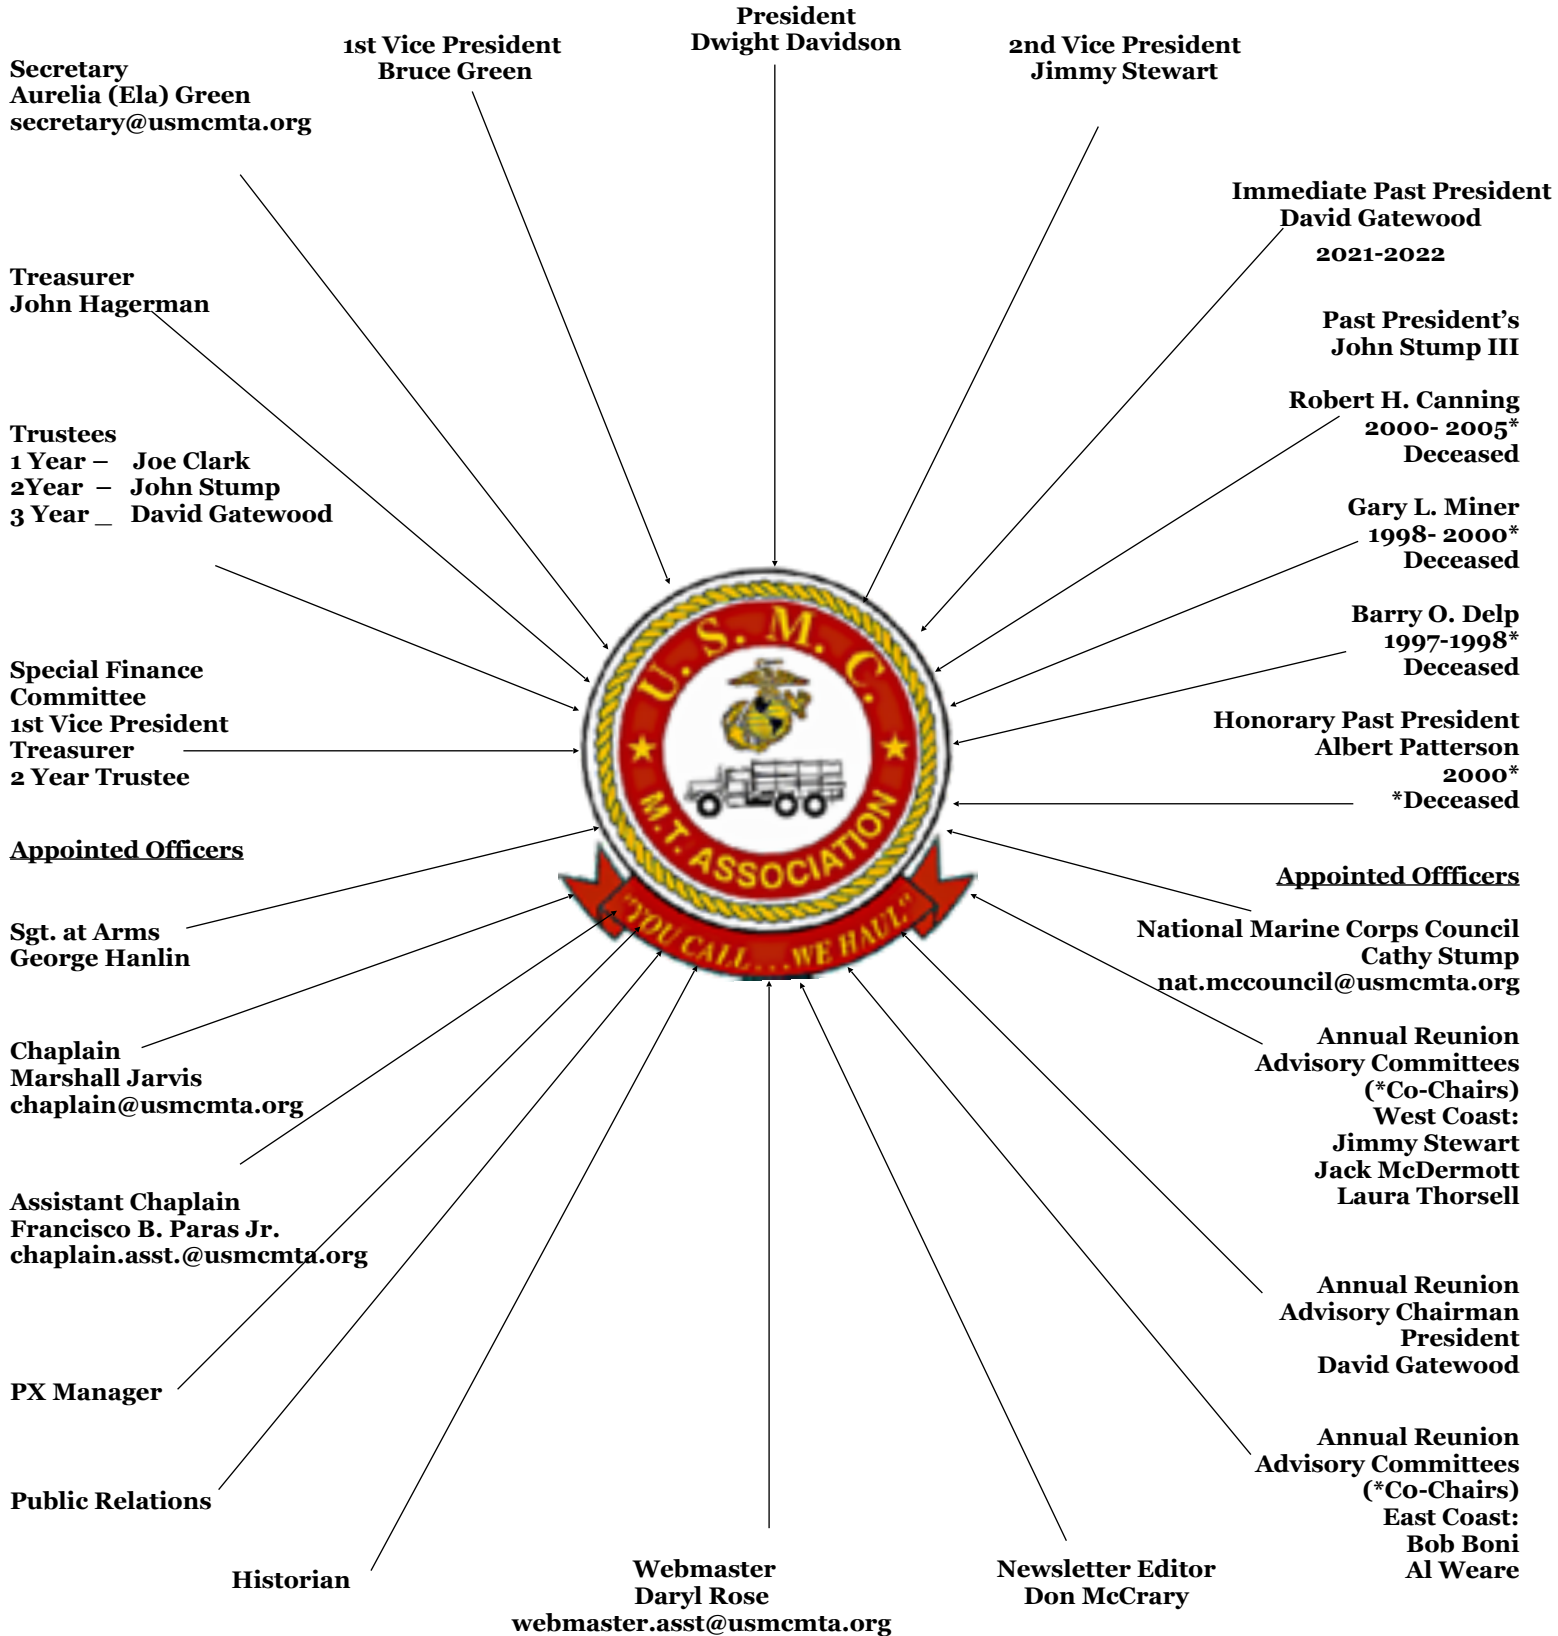 President
Dwight Davidson
1st Vice President
Bruce Green
2nd Vice President
Jimmy Stewart
Secretary
Aurelia (Ela) Green
secretary@usmcmta.org
Immediate Past President
David Gatewood
2021-2022
Treasurer
John Hagerman
Past President’s
John Stump III
Robert H. Canning
2000- 2005*
Deceased
Trustees
1 Year – Joe Clark
2Year – John Stump
3 Year _ David Gatewood
Gary L. Miner
1998- 2000*
Deceased
Barry O. Delp
1997-1998*
Deceased
Special Finance
Committee
1st Vice President
Treasurer
2 Year Trustee
Honorary Past President
Albert Patterson
2000*
*Deceased
U. S. M. C.
M.T. ASSOCIATION
"YOU CALL....WE HAUL"
Appointed Officers
Sgt. at Arms
George Hanlin
Chaplain
Marshall Jarvis
chaplain@usmcmta.org
Assistant Chaplain
Francisco B. Paras Jr.
chaplain.asst.@usmcmta.org
PX Manager
Public Relations
Historian
Webmaster
Daryl Rose
webmaster.asst@usmcmta.org
Newsletter Editor
Don McCrary
Appointed Offficers
National Marine Corps Council
Cathy Stump
nat.mccouncil@usmcmta.org
Annual Reunion
Advisory Committees
(*Co-Chairs)
West Coast:
Jimmy Stewart
Jack McDermott
Laura Thorsell
Annual Reunion
Advisory Chairman
President
David Gatewood
Annual Reunion
Advisory Committees
(*Co-Chairs)
East Coast:
Bob Boni
Al Weare